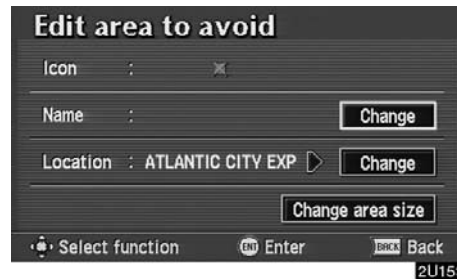 Edit area to avoid
Icon :
Name : Change
Location : ATLANTIC CITY EXP Change
Change area size
Select function ENT Enter BACK Back
2U15